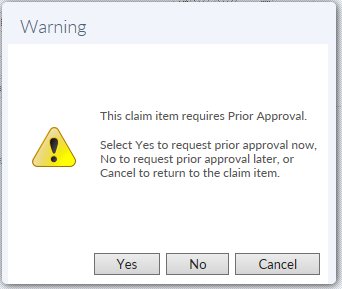 Warning
This claim item requires Prior Approval.
Select Yes to request prior approval now,
No to request prior approval later, or
Cancel to return to the claim item.
Yes No Cancel